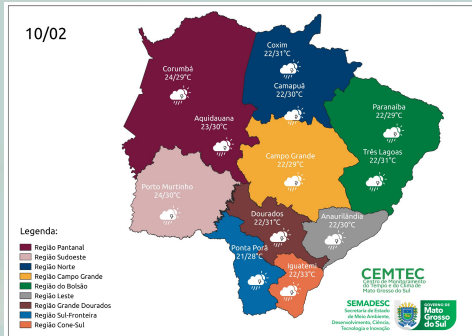 10/02
Corumbá
24/29°C
Aquidauana
23/30°C
Coxim
22/31°C
Camapuã
22/30°C
Paranaíba
22/29°C
Três Lagoas
22/31°C
Campo Grande
22/29°C
Porto Murtinho
24/30°C
Dourados
22/31°C
Anaurilândia
22/30°C
Ponta Porã
21/28°C
Iguatemi
22/33°C
Legenda:
Região Pantanal
Região Sudoeste
Região Norte
Região Campo Grande
Região do Bolsão
Região Leste
Região Grande Dourados
Região Sul-Fronteira
Região Cone-Sul
CEMTEC
Centro de Monitoramento
do Tempo e do Clima de
Mato Grosso do Sul
SEMADESC
Secretaria de Estado
de Meio Ambiente,
Desenvolvimento, Ciência,
Tecnologia e Inovação
GOVERNO DE
Mato
Grosso
do Sul